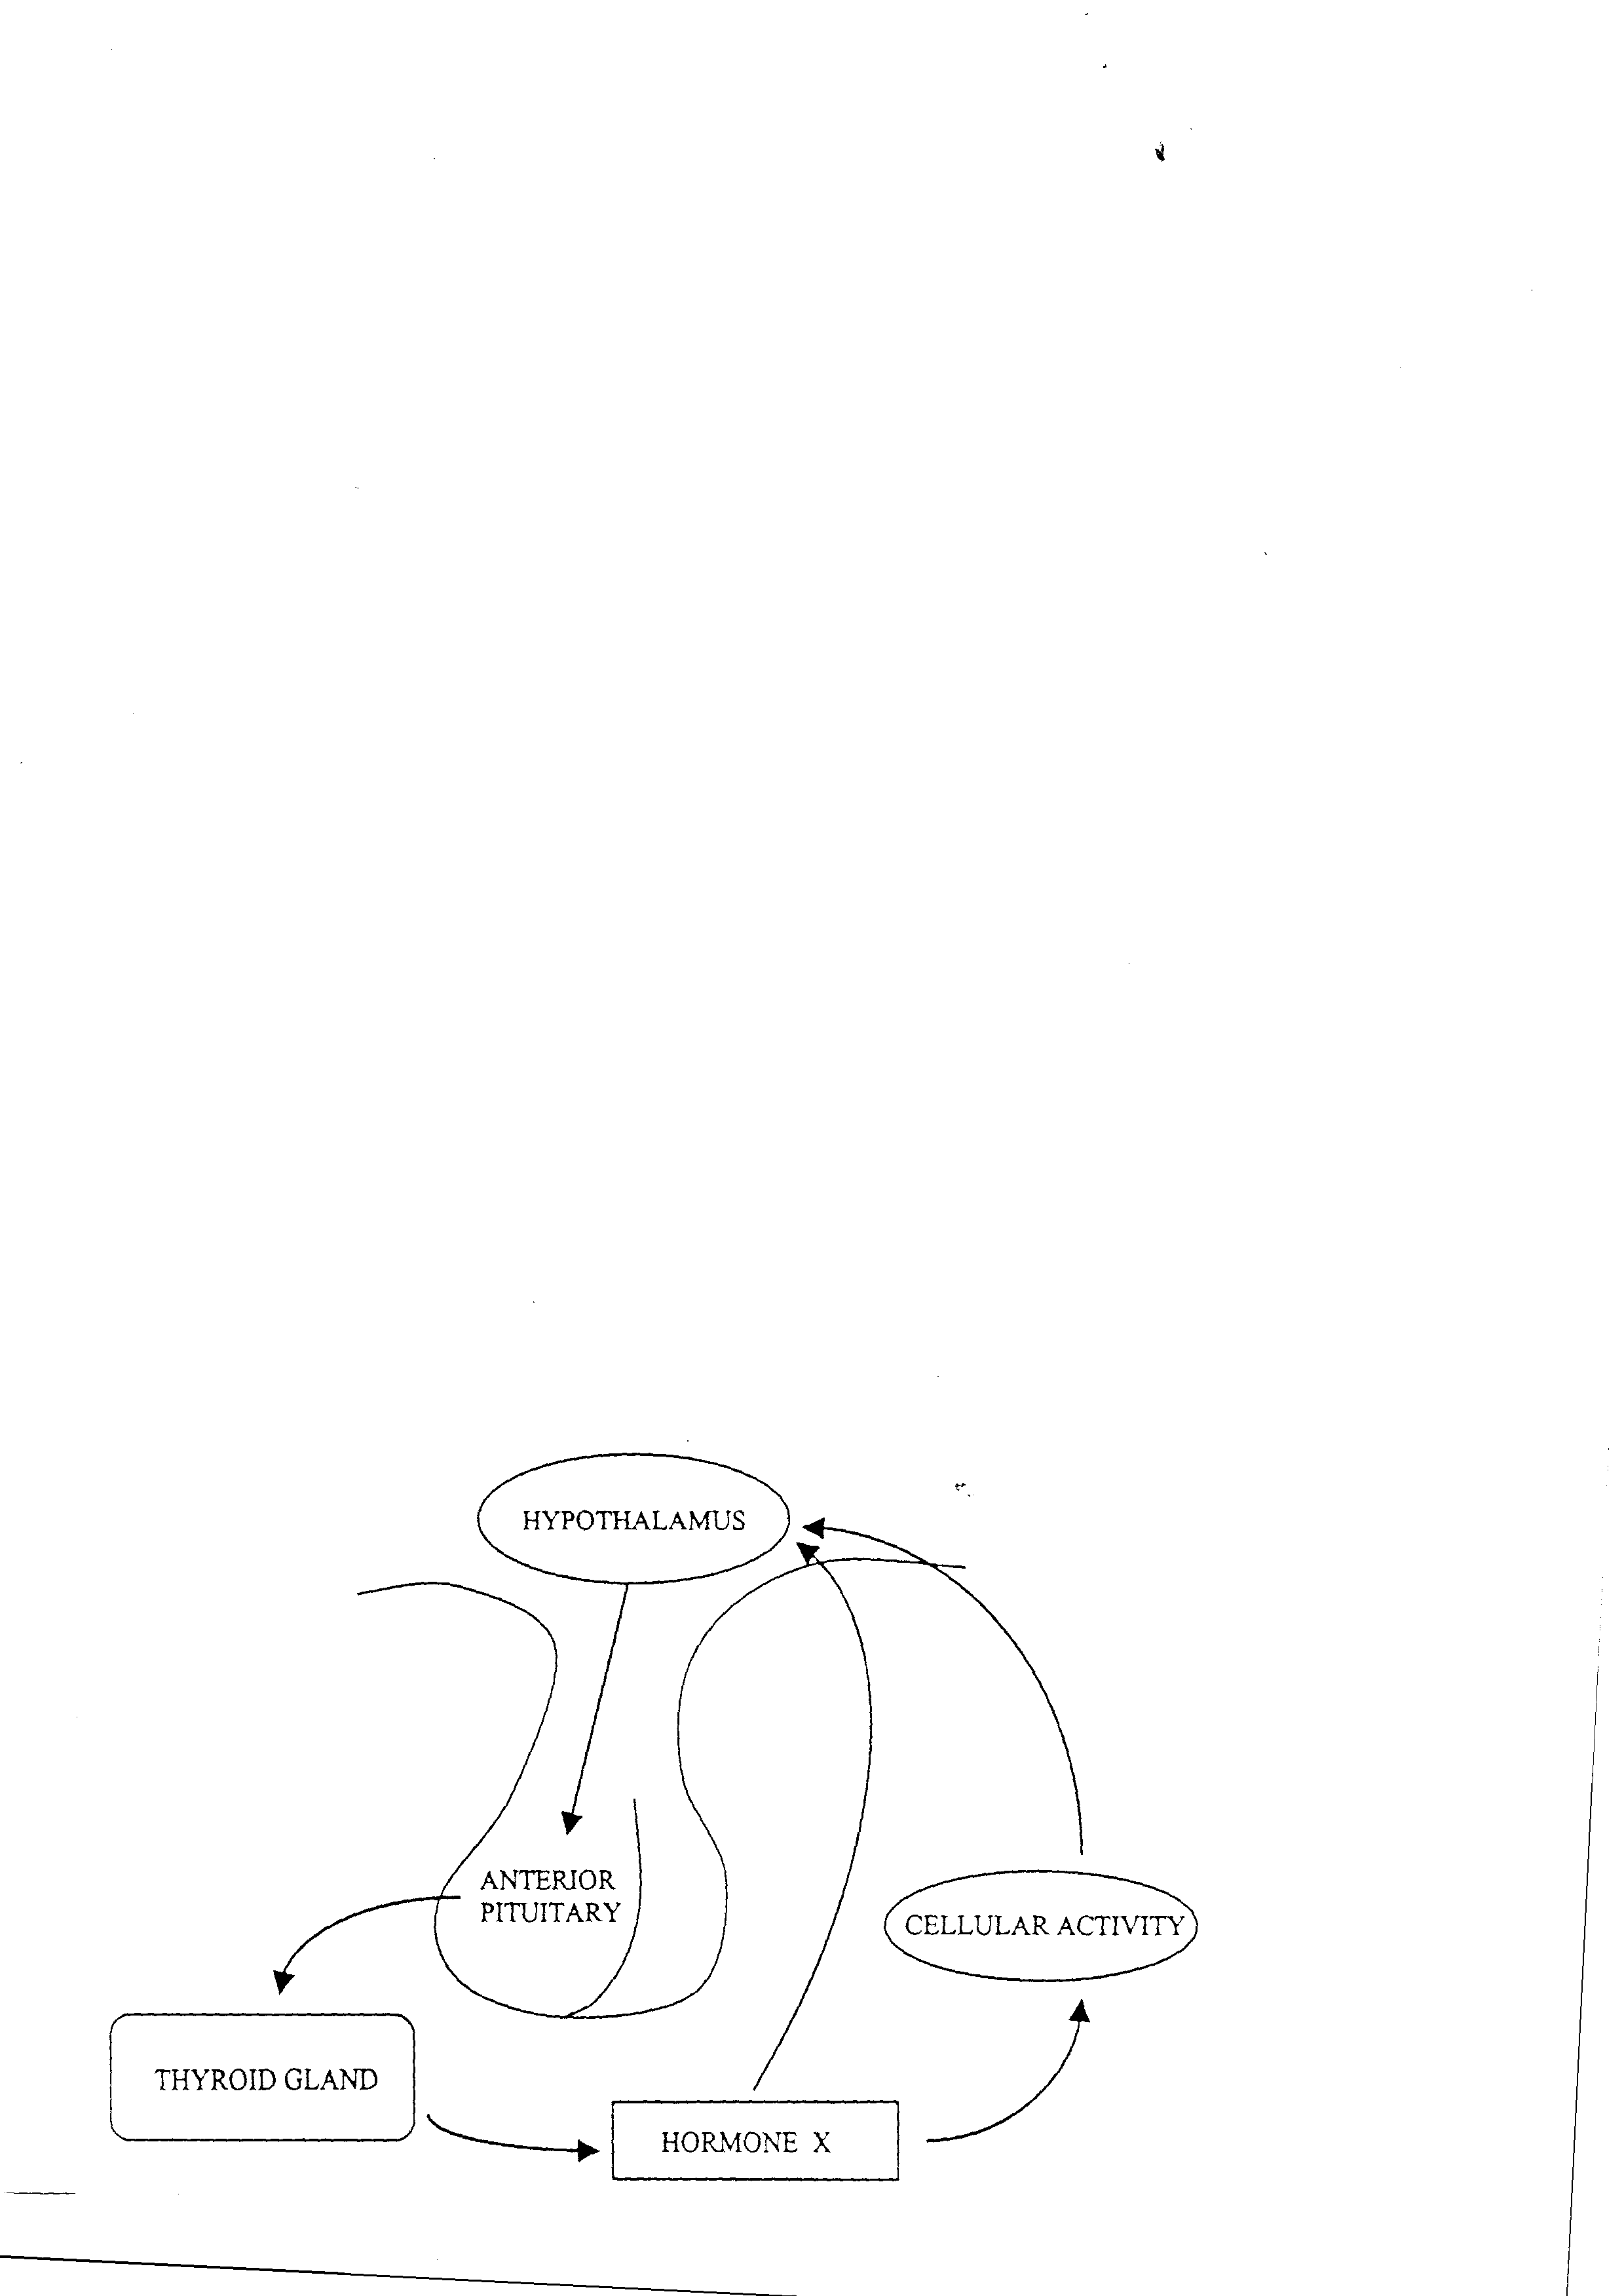 HYPOTHALAMUS
ANTERIOR
PITUITARY
CELLULAR ACTIVITY
THYROID GLAND
HORMONE X